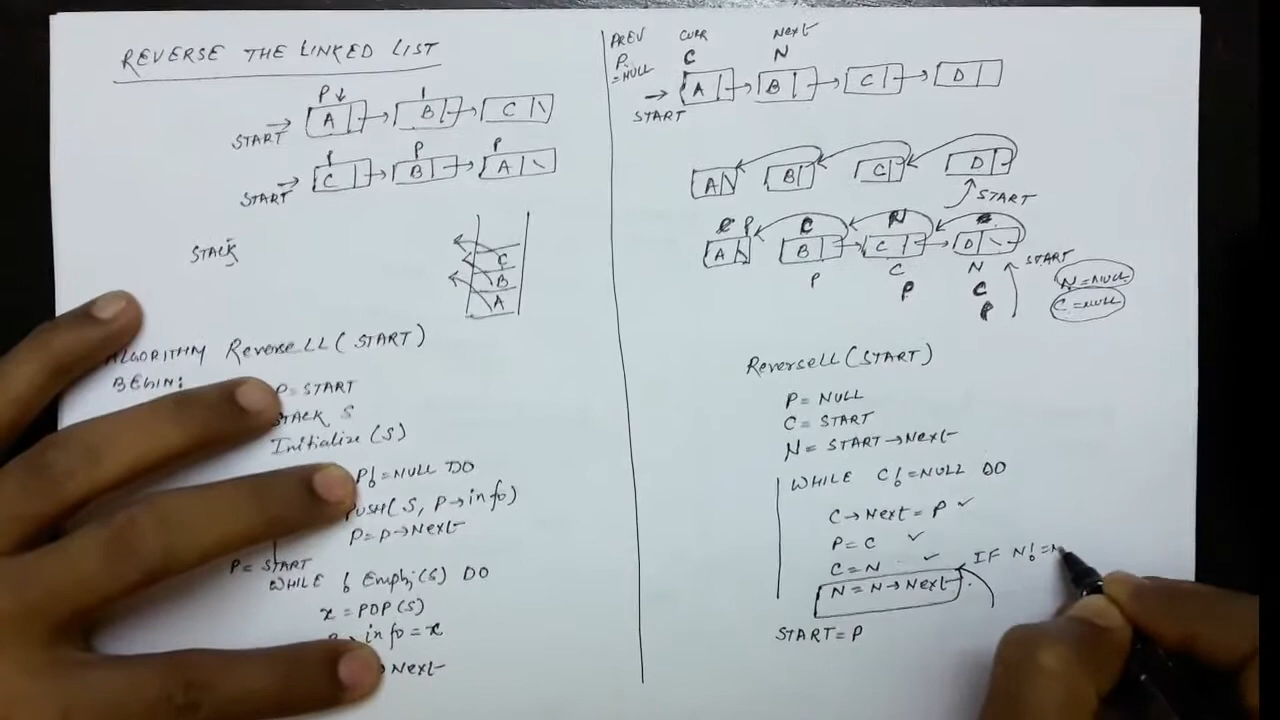 REVERSE THE LINKED LIST
P
START A B C
P P P
START C B A
STACK
C
B
A
ALGORITHM ReverseLL(START)
BEGIN:
P=START
STACK S
Initialize(S)
P!=NULL DO
PUSH(S, P→info)
P=P→Next
P=START
WHILE ! Empty(S) DO
x=POP(S)
info=x
→Next
PREV CURR Next
P C N
=NULL
A B C D
START
A B C D
START
C P C N
A B C D
START
P C N
P C
P
N=NULL
C=NULL
ReverseLL(START)
P=NULL
C=START
N=START→Next
WHILE C!=NULL DO
C→Next=P
P=C
C=N
IF N!=
N=N→Next
START=P